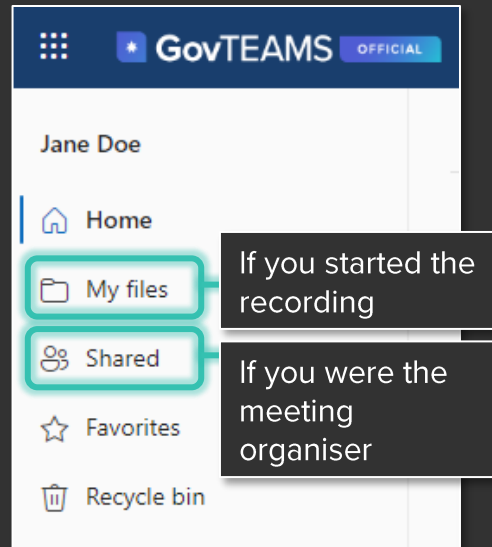 GovTEAMS OFFICIAL
Jane Doe
Home
My files
If you started the
recording
Shared
If you were the
meeting
organiser
Favorites
Recycle bin